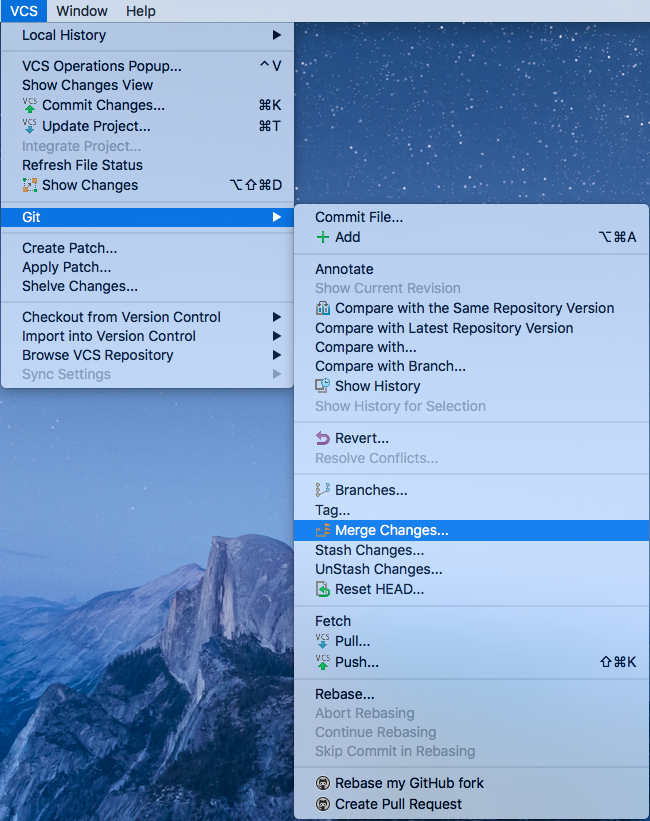 VCS Window Help
Local History
VCS Operations Popup... ^V
Show Changes View
VCS Commit Changes... ⌘K
VCS Update Project... ⌘T
Integrate Project...
Refresh File Status
Show Changes ⌥⇧⌘D
Git
Create Patch...
Apply Patch...
Shelve Changes...
Checkout from Version Control
Import into Version Control
Browse VCS Repository
Sync Settings
Commit File...
Add ⌥⌘A
Annotate
Show Current Revision
Compare with the Same Repository Version
Compare with Latest Repository Version
Compare with...
Compare with Branch...
Show History
Show History for Selection
Revert...
Resolve Conflicts...
Branches...
Tag...
Merge Changes...
Stash Changes...
UnStash Changes...
Reset HEAD...
Fetch
VCS Pull...
VCS Push... ⇧⌘K
Rebase...
Abort Rebasing
Continue Rebasing
Skip Commit in Rebasing
Rebase my GitHub fork
Create Pull Request